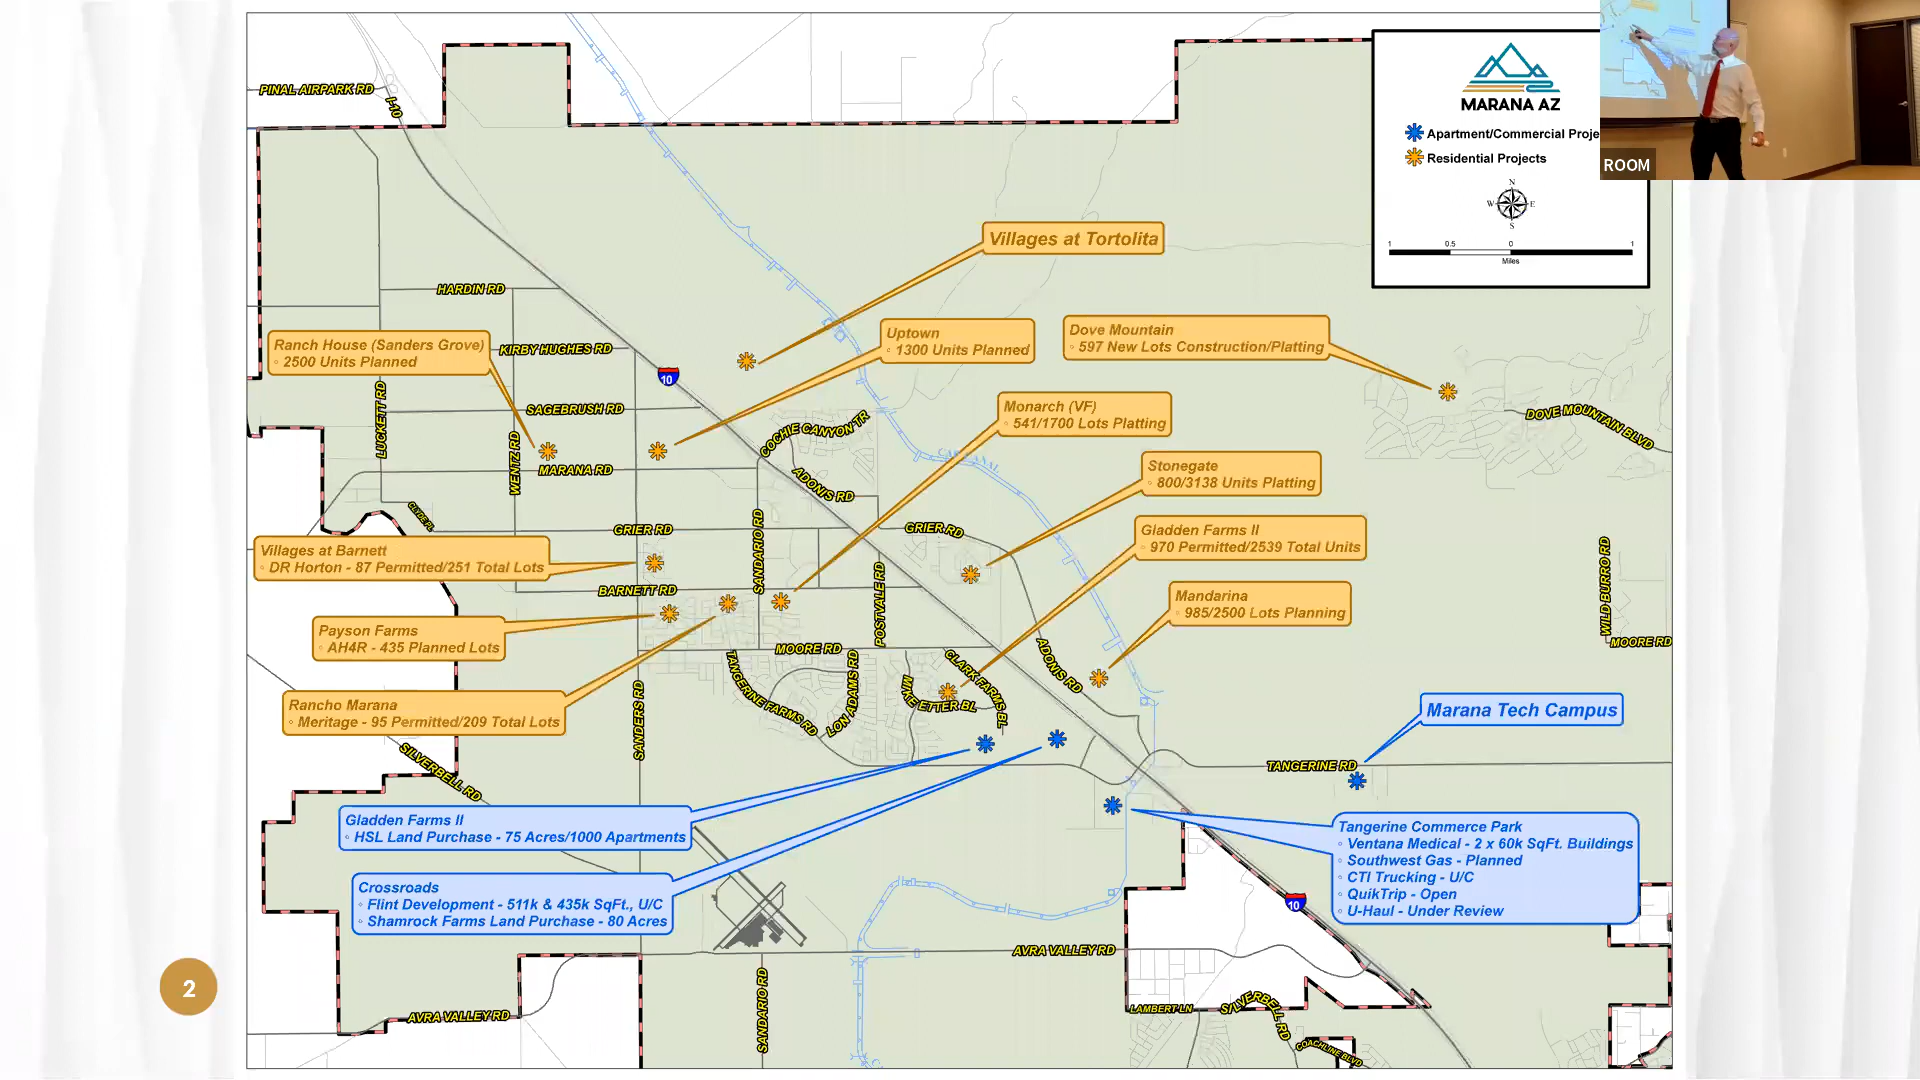 PINAL AIRPARK RD
I-10
MARANA AZ
Apartment/Commercial Proje
Residential Projects
N
W E
S
1 0.5 0 1
Miles
ROOM
Villages at Tortolita
HARDIN RD
Ranch House (Sanders Grove)
◦ 2500 Units Planned
KIRBY HUGHES RD
Uptown
◦ 1300 Units Planned
Dove Mountain
◦ 597 New Lots Construction/Platting
10
LUCKETT RD
SAGEBRUSH RD
Monarch (VF)
◦ 541/1700 Lots Platting
COCHIE CANYON TR
DOVE MOUNTAIN BLVD
WENTZ RD
MARANA RD
CAP CANAL
ADONIS RD
Stonegate
◦ 800/3138 Units Platting
CLYDE PL
GRIER RD
SANDARIO RD
GRIER RD
Gladden Farms II
◦ 970 Permitted/2539 Total Units
Villages at Barnett
◦ DR Horton - 87 Permitted/251 Total Lots
BARNETT RD
POSTVALE RD
WILD BURRO RD
Mandarina
◦ 985/2500 Lots Planning
Payson Farms
◦ AH4R - 435 Planned Lots
MOORE RD
MOORE RD
ADONIS RD
TANGERINE FARMS RD
LON ADAMS RD
CLARK FARMS BL
MIKE ETTER BL
Rancho Marana
◦ Meritage - 95 Permitted/209 Total Lots
SANDERS RD
Marana Tech Campus
SILVERBELL RD
TANGERINE RD
Gladden Farms II
◦ HSL Land Purchase - 75 Acres/1000 Apartments
Tangerine Commerce Park
◦ Ventana Medical - 2 x 60k SqFt. Buildings
◦ Southwest Gas - Planned
◦ CTI Trucking - U/C
◦ QuikTrip - Open
◦ U-Haul - Under Review
Crossroads
◦ Flint Development - 511k & 435k SqFt., U/C
◦ Shamrock Farms Land Purchase - 80 Acres
10
AVRA VALLEY RD
2
AVRA VALLEY RD
SANDARIO RD
LAMBERT LN
SILVERBELL RD
COACHLINE BLVD